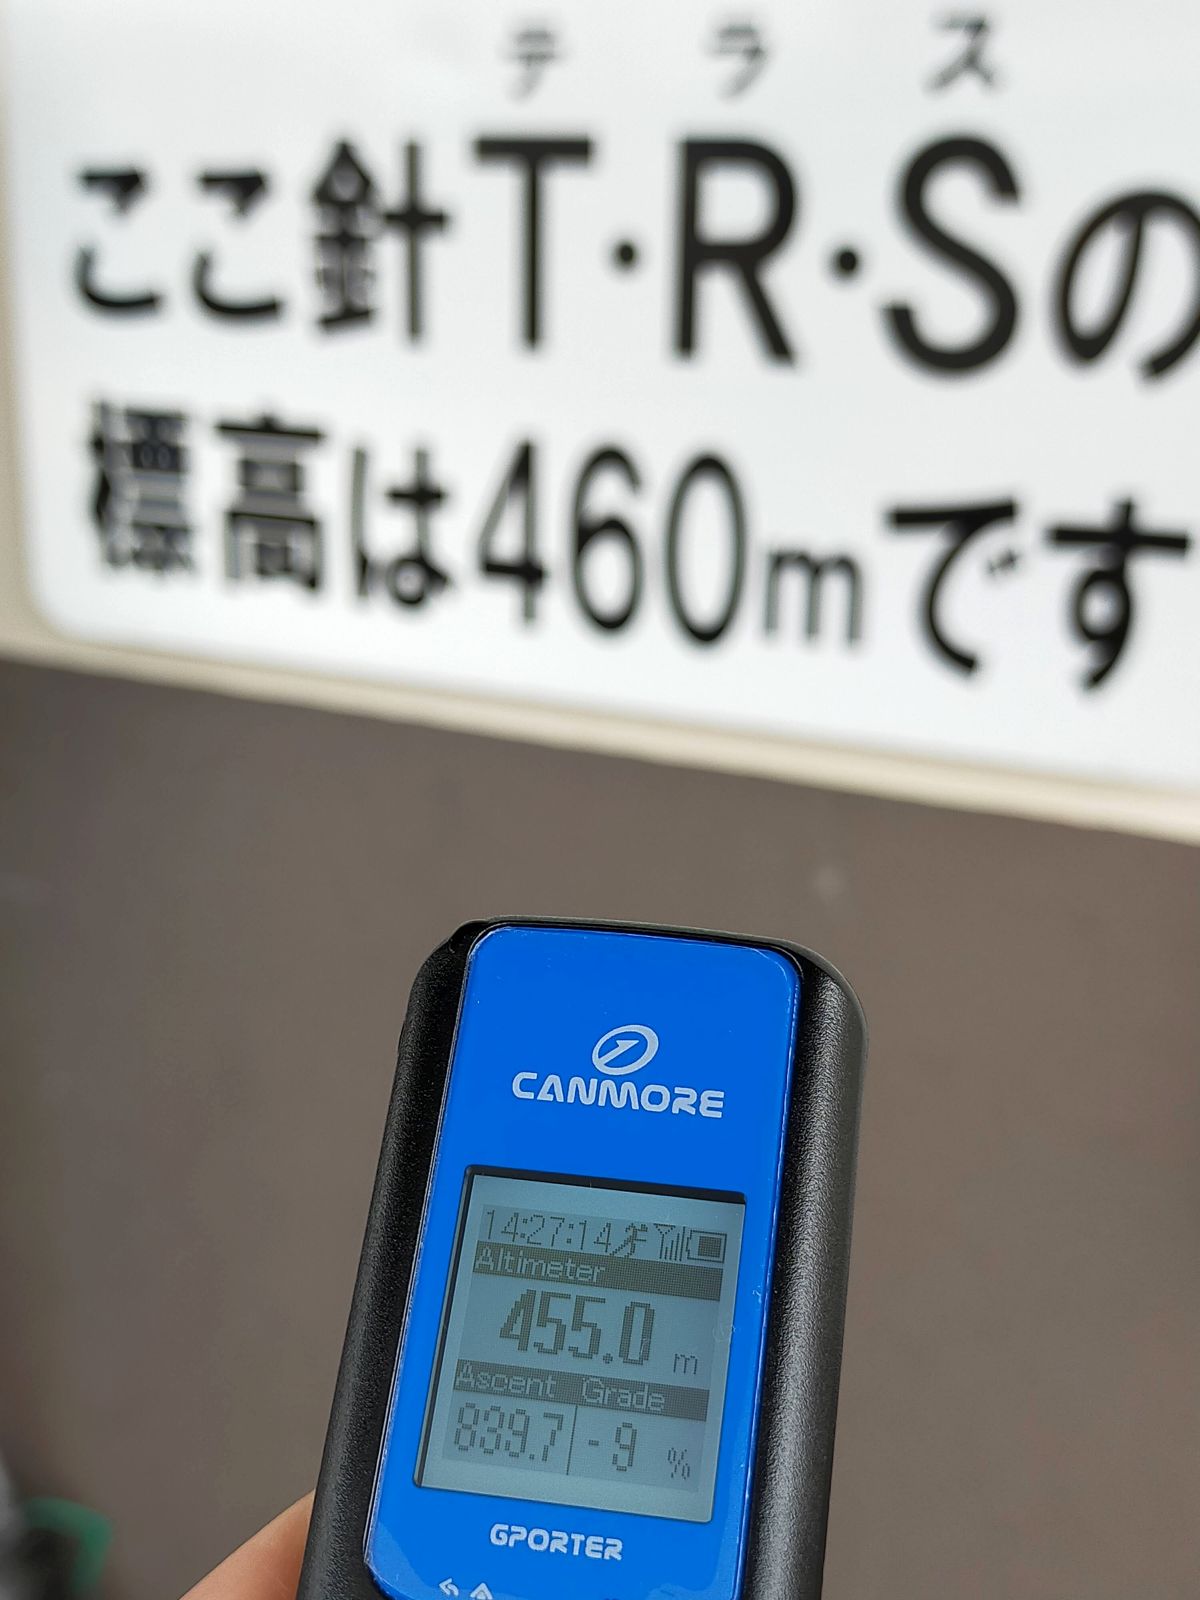 テラス
ここ針T・R・Sの
標高は460mです
CANMORE
14:27:14
Altimeter
455.0 m
Ascent Grade
839.7 -9 %
GPORTER